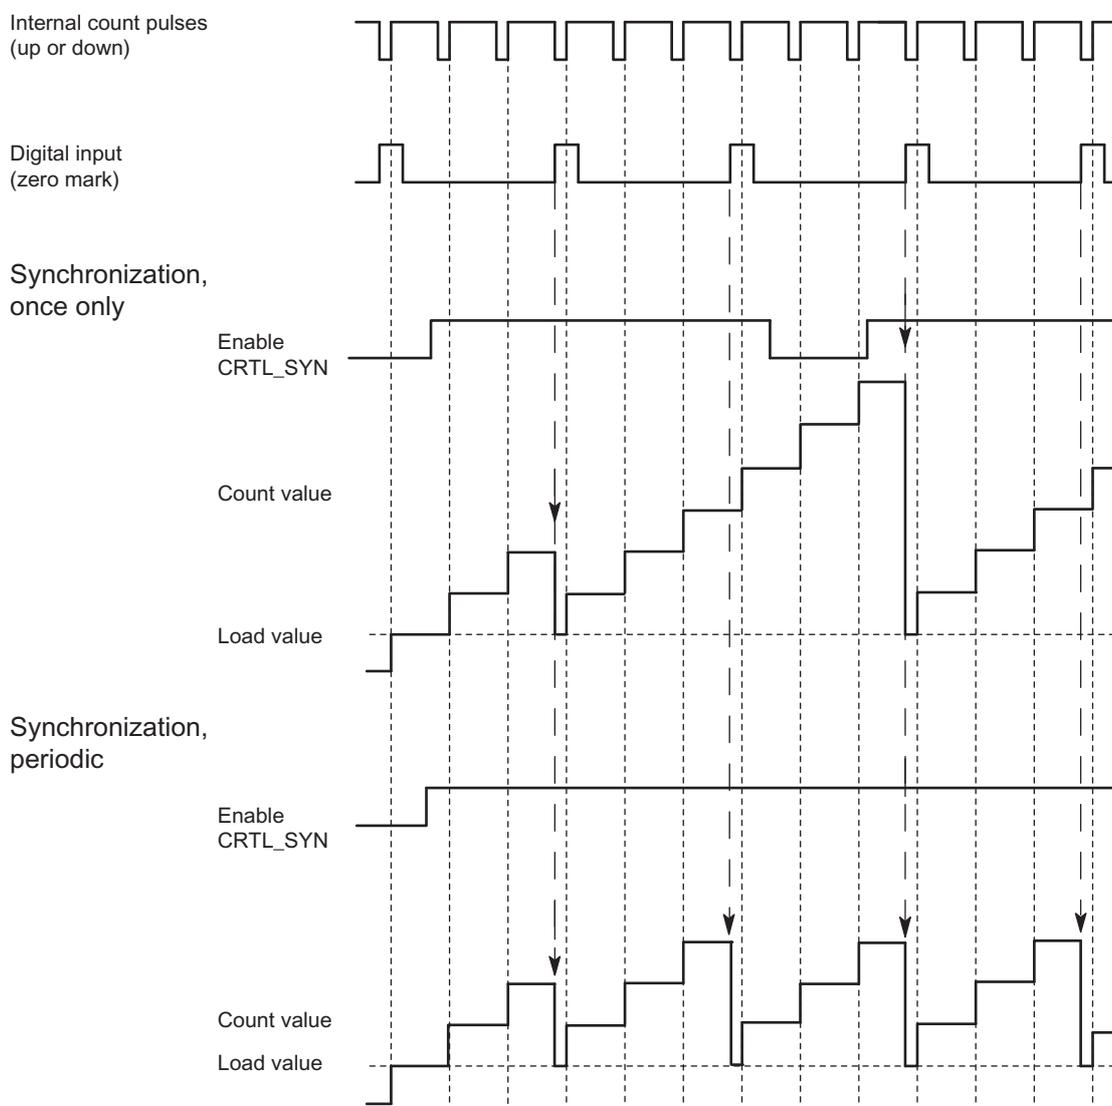 Internal count pulses
(up or down)
Digital input
(zero mark)
Synchronization,
once only
Enable
CRTL_SYN
Count value
Load value
Synchronization,
periodic
Enable
CRTL_SYN
Count value
Load value